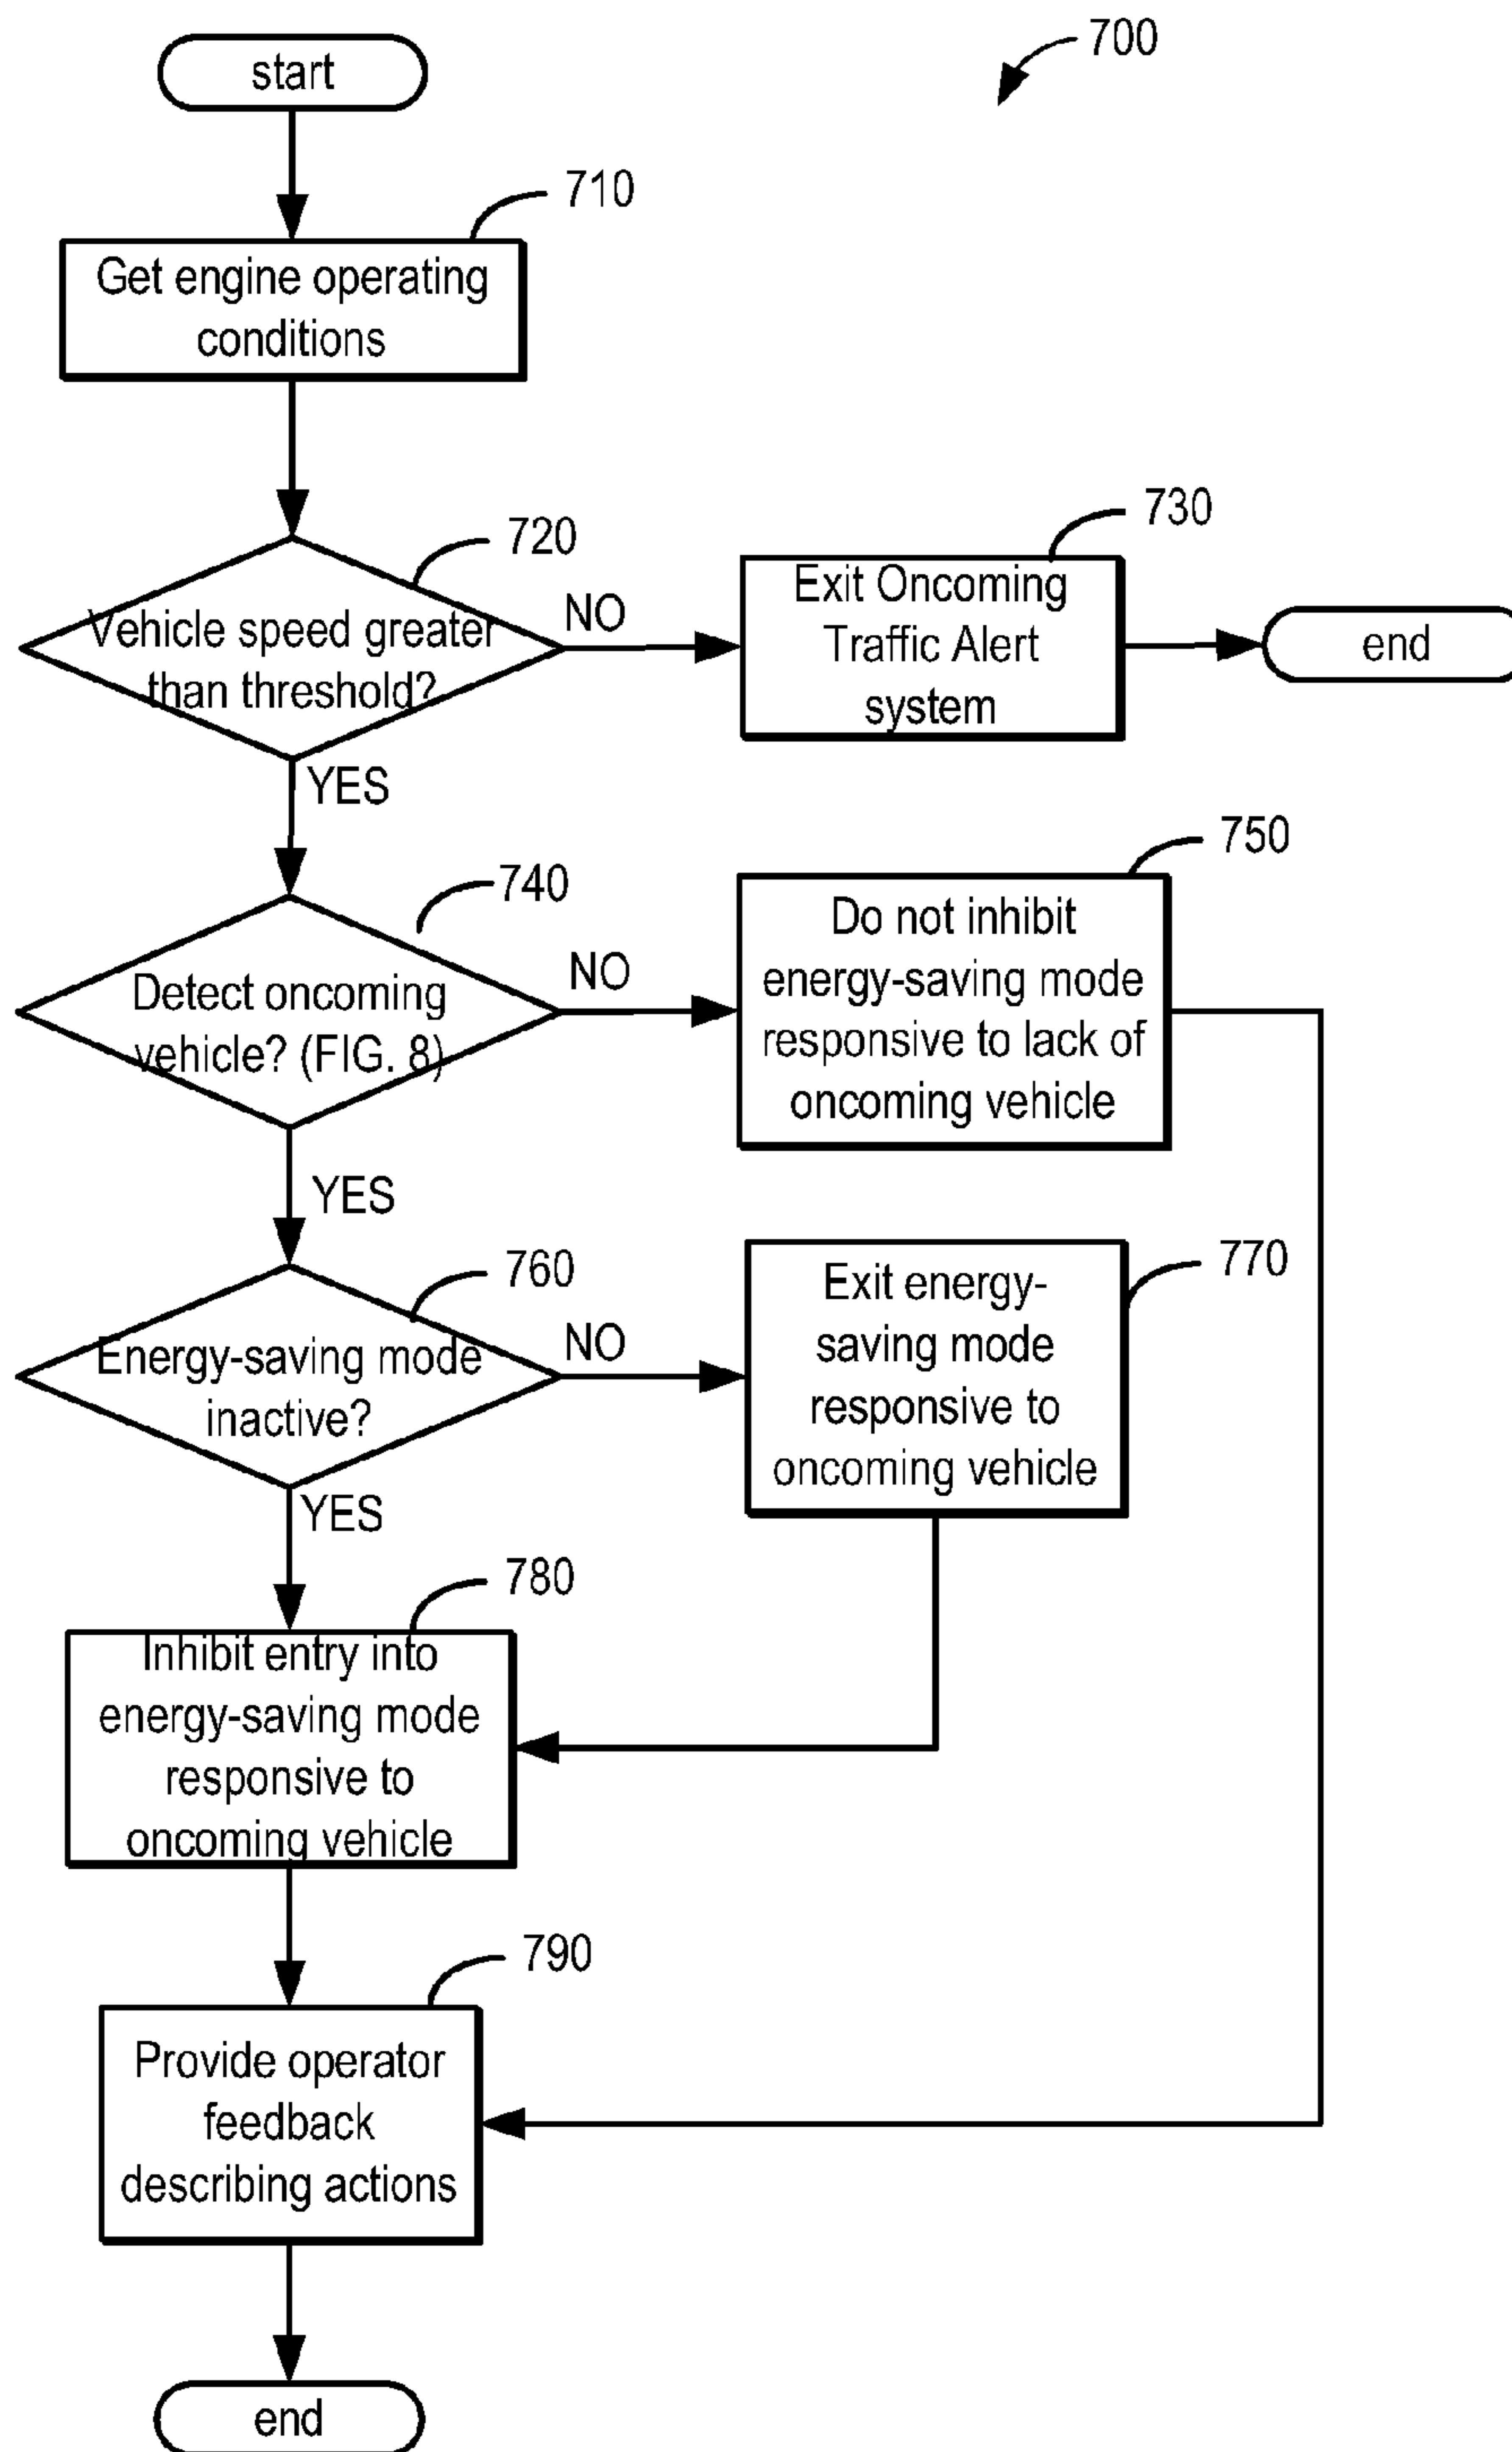 start
700
710
Get engine operating
conditions
720
Vehicle speed greater
than threshold?
NO
730
Exit Oncoming
Traffic Alert
system
end
YES
740
Detect oncoming
vehicle? (FIG. 8)
NO
750
Do not inhibit
energy-saving mode
responsive to lack of
oncoming vehicle
YES
760
Energy-saving mode
inactive?
NO
770
Exit energy-
saving mode
responsive to
oncoming vehicle
YES
780
Inhibit entry into
energy-saving mode
responsive to
oncoming vehicle
790
Provide operator
feedback
describing actions
end